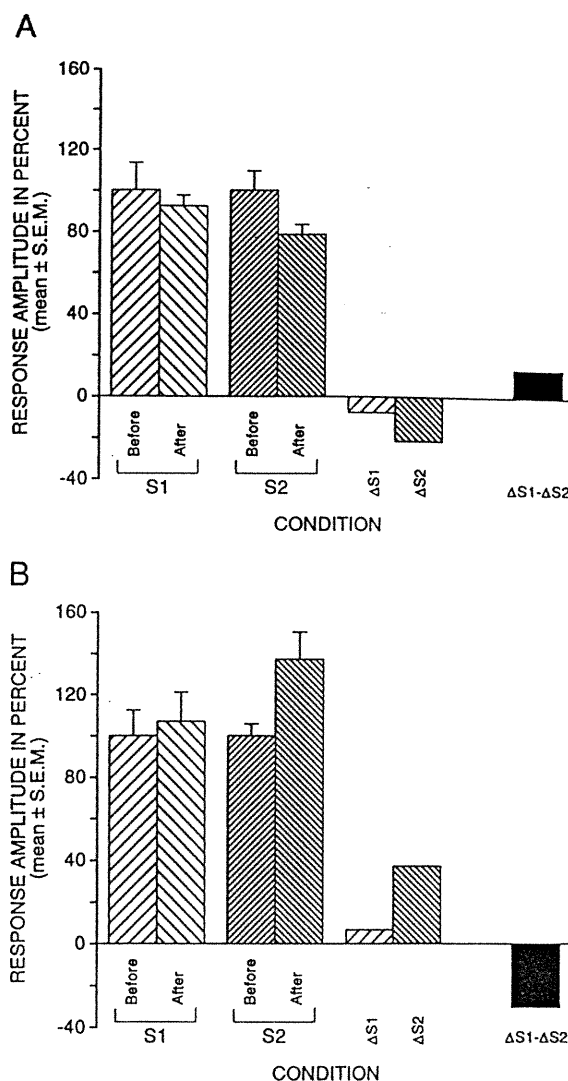 A
RESPONSE AMPLITUDE IN PERCENT
(mean ± S.E.M.)
160
120
80
40
0
-40
Before
After
Before
After
S1
S2
ΔS1
ΔS2
ΔS1-ΔS2
CONDITION
B
RESPONSE AMPLITUDE IN PERCENT
(mean ± S.E.M.)
160
120
80
40
0
-40
Before
After
Before
After
S1
S2
ΔS1
ΔS2
ΔS1-ΔS2
CONDITION